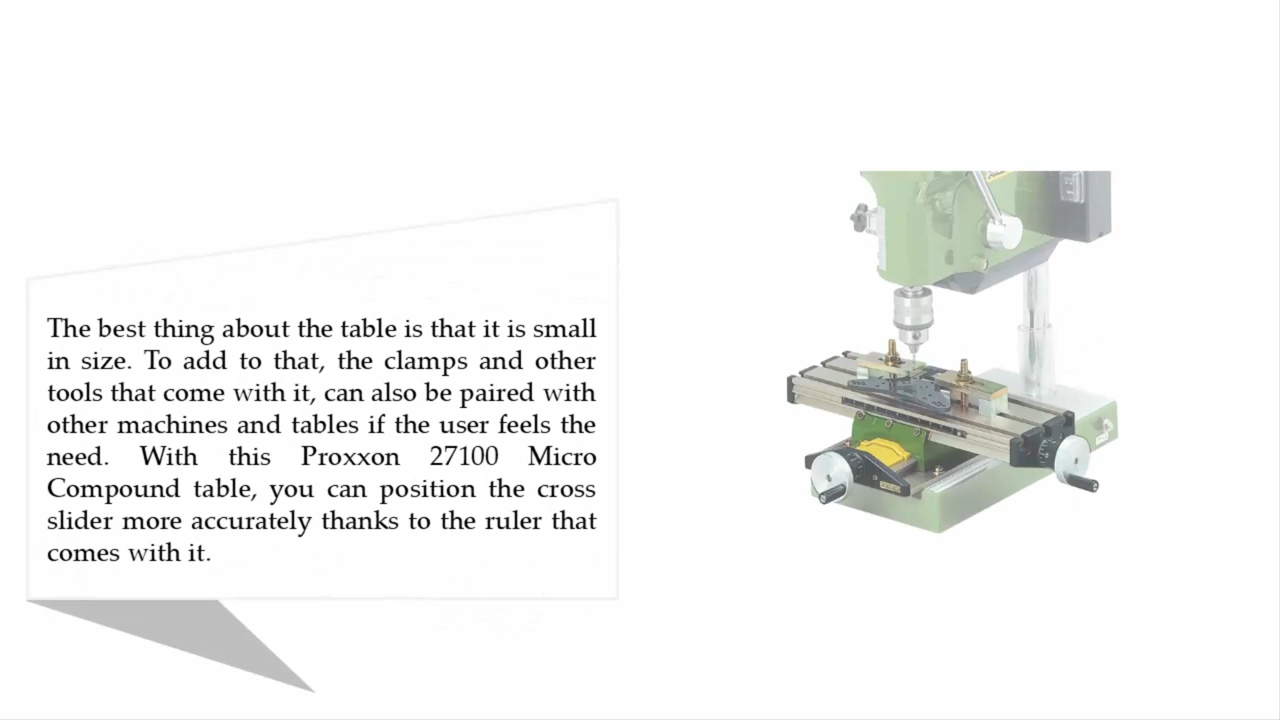 The best thing about the table is that it is small
in size. To add to that, the clamps and other
tools that come with it, can also be paired with
other machines and tables if the user feels the
need. With this Proxxon 27100 Micro
Compound table, you can position the cross
slider more accurately thanks to the ruler that
comes with it.